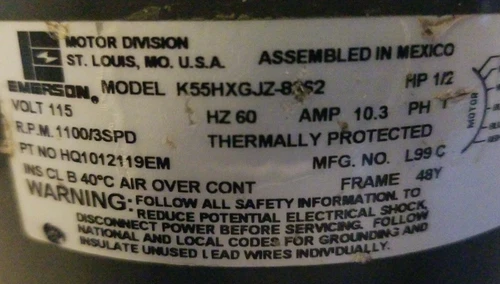 MOTOR DIVISION
ST. LOUIS, MO. U.S.A.
ASSEMBLED IN MEXICO
EMERSON®
MODEL
HP 1/2
VOLT 115
HZ 60
AMP 10.3
PH 1
R.P.M. 1100/3SPD
THERMALLY PROTECTED
PT NO HQ1012119EM
MFG. NO. L99 C
INS CL B 40°C AIR OVER CONT
FRAME 48Y
WARNING: FOLLOW ALL SAFETY INFORMATION TO
REDUCE POTENTIAL ELECTRICAL SHOCK
DISCONNECT POWER BEFORE SERVICING. FOLLOW
NATIONAL AND LOCAL CODES FOR GROUNDING AND
INSULATE UNUSED LEAD WIRES INDIVIDUALLY.
MOTOR